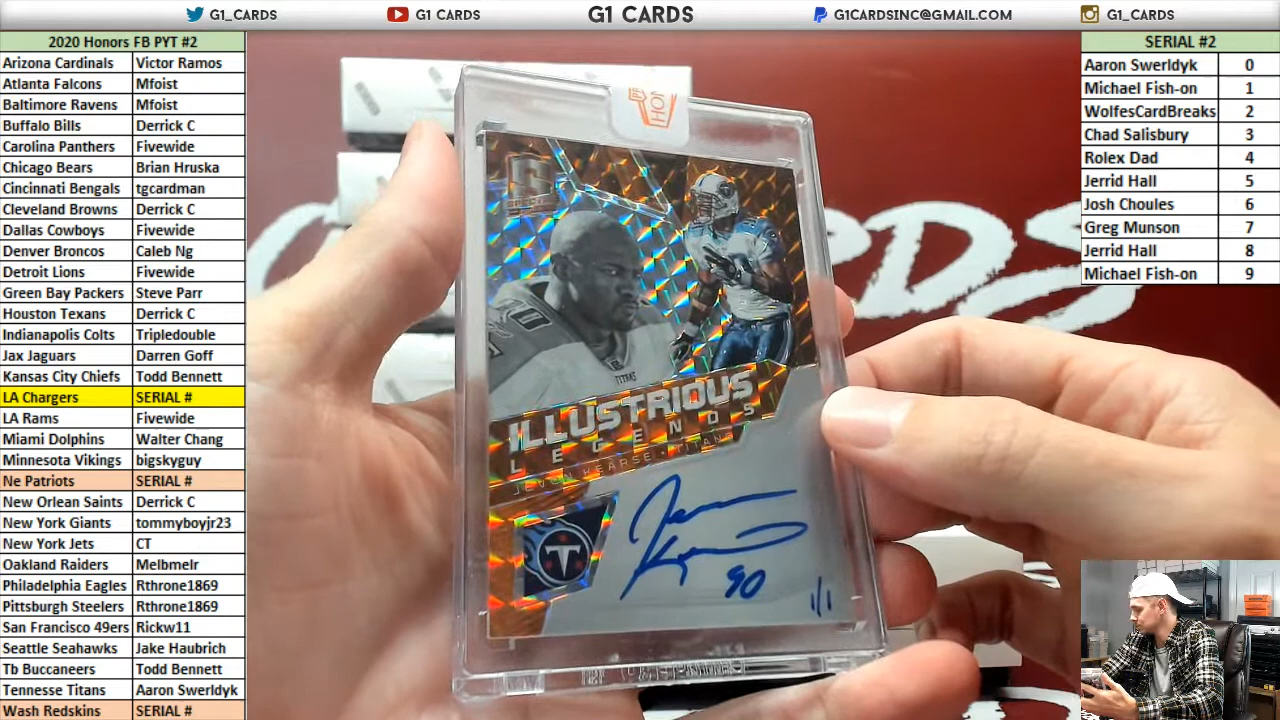 G1_CARDS G1 CARDS G1 CARDS G1CARDSINC@GMAIL.COM G1_CARDS
2020 Honors FB PYT #2
Arizona Cardinals Victor Ramos
Atlanta Falcons Mfoist
Baltimore Ravens Mfoist
Buffalo Bills Derrick C
Carolina Panthers Fivewide
Chicago Bears Brian Hruska
Cincinnati Bengals tgcardman
Cleveland Browns Derrick C
Dallas Cowboys Fivewide
Denver Broncos Caleb Ng
Detroit Lions Fivewide
Green Bay Packers Steve Parr
Houston Texans Derrick C
Indianapolis Colts Tripledouble
Jax Jaguars Darren Goff
Kansas City Chiefs Todd Bennett
LA Chargers SERIAL #
LA Rams Fivewide
Miami Dolphins Walter Chang
Minnesota Vikings bigskyguy
Ne Patriots SERIAL #
New Orlean Saints Derrick C
New York Giants tommyboyjr23
New York Jets CT
Oakland Raiders Melbmelr
Philadelphia Eagles Rthrone1869
Pittsburgh Steelers Rthrone1869
San Francisco 49ers Rickw11
Seattle Seahawks Jake Haubrich
Tb Buccaneers Todd Bennett
Tennesse Titans Aaron Swerldyk
Wash Redskins SERIAL #
TITANS
ILLUSTRIOUS
LEGENDS
JEVON KEARSE • TITANS
T
90
1/1
SERIAL #2
Aaron Swerldyk 0
Michael Fish-on 1
WolfesCardBreaks 2
Chad Salisbury 3
Rolex Dad 4
Jerrid Hall 5
Josh Choules 6
Greg Munson 7
Jerrid Hall 8
Michael Fish-on 9